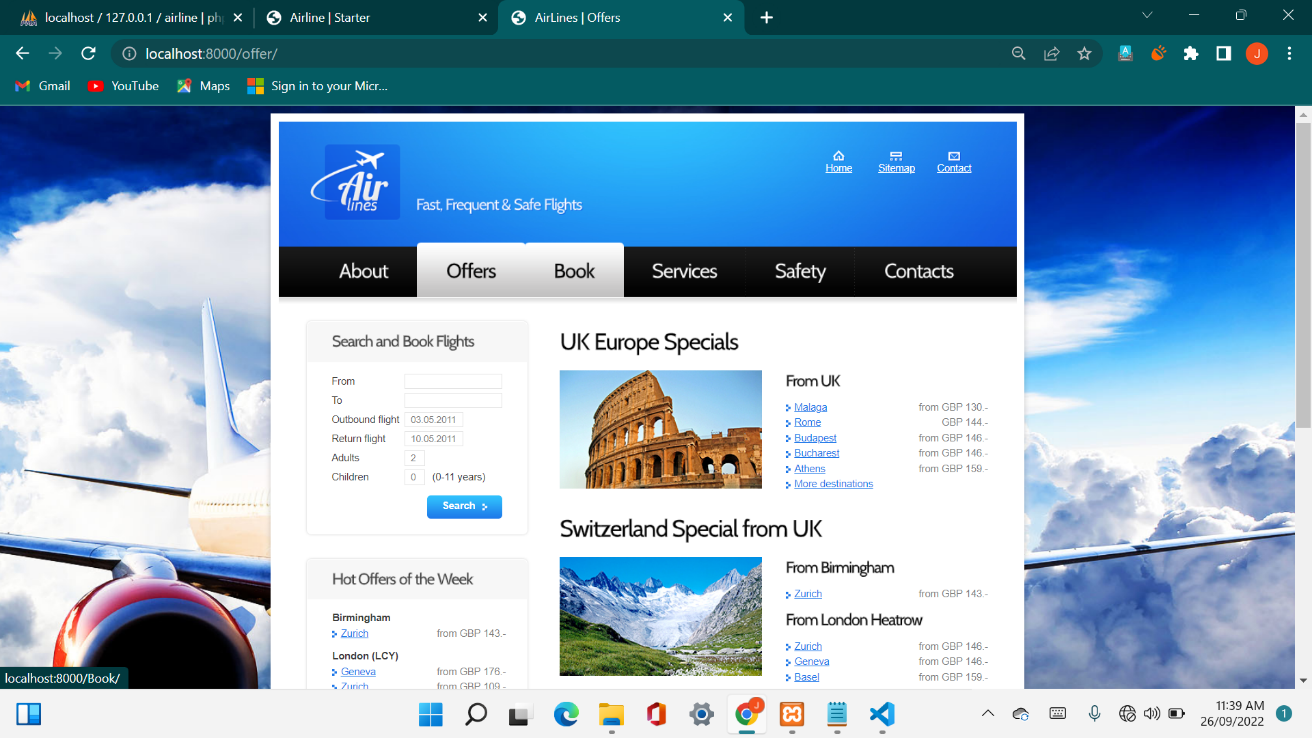 localhost / 127.0.0.1 / airline | ph
Airline | Starter
AirLines | Offers
localhost:8000/offer/
J
Gmail
YouTube
Maps
Sign in to your Micr...
Air
lines
Fast, Frequent & Safe Flights
Home
Sitemap
Contact
About
Offers
Book
Services
Safety
Contacts
Search and Book Flights
From
To
Outbound flight 03.05.2011
Return flight 10.05.2011
Adults 2
Children 0 (0-11 years)
Search
Hot Offers of the Week
Birmingham
Zurich from GBP 143.-
London (LCY)
Geneva from GBP 176.-
Zurich from GBP 109.-
UK Europe Specials
From UK
Malaga from GBP 130.-
Rome GBP 144.-
Budapest from GBP 146.-
Bucharest from GBP 146.-
Athens from GBP 159.-
More destinations
Switzerland Special from UK
From Birmingham
Zurich from GBP 143.-
From London Heatrow
Zurich from GBP 146.-
Geneva from GBP 146.-
Basel from GBP 159.-
localhost:8000/Book/
J
11:39 AM
26/09/2022
1